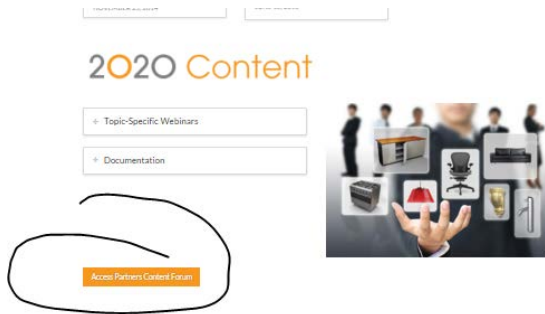 2020 Content
+ Topic-Specific Webinars
+ Documentation
Access Partners Content Forum